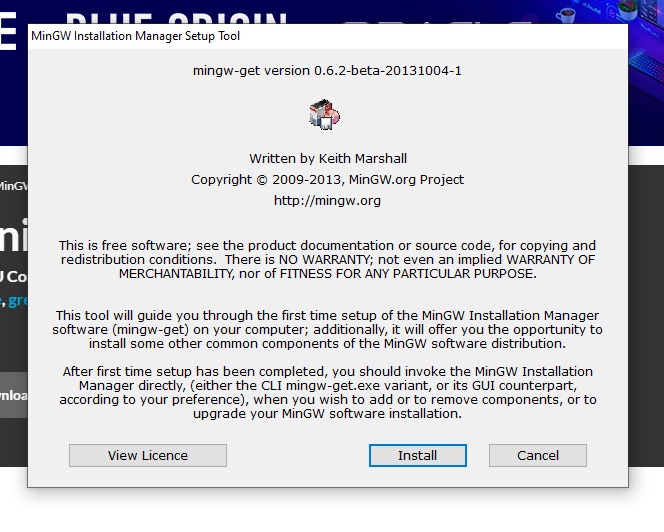 BLUE ORIGIN
MinGW Installation Manager Setup Tool
mingw-get version 0.6.2-beta-20131004-1
Written by Keith Marshall
Copyright © 2009-2013, MinGW.org Project
http://mingw.org
This is free software; see the product documentation or source code, for copying and
redistribution conditions.  There is NO WARRANTY; not even an implied WARRANTY OF
MERCHANTABILITY, nor of FITNESS FOR ANY PARTICULAR PURPOSE.
This tool will guide you through the first time setup of the MinGW Installation Manager
software (mingw-get) on your computer; additionally, it will offer you the opportunity to
install some other common components of the MinGW software distribution.
After first time setup has been completed, you should invoke the MinGW Installation
Manager directly, (either the CLI mingw-get.exe variant, or its GUI counterpart,
according to your preference), when you wish to add or to remove components, or to
upgrade your MinGW software installation.
View Licence
Install
Cancel